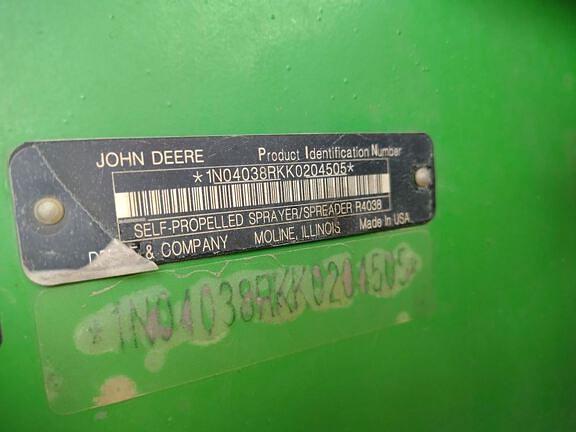 JOHN DEERE Product Identification Number
*1N04038RKK0204505*
SELF-PROPELLED SPRAYER/SPREADER R4038
& COMPANY MOLINE, ILLINOIS Made In USA
*1N04038RKK0204505*